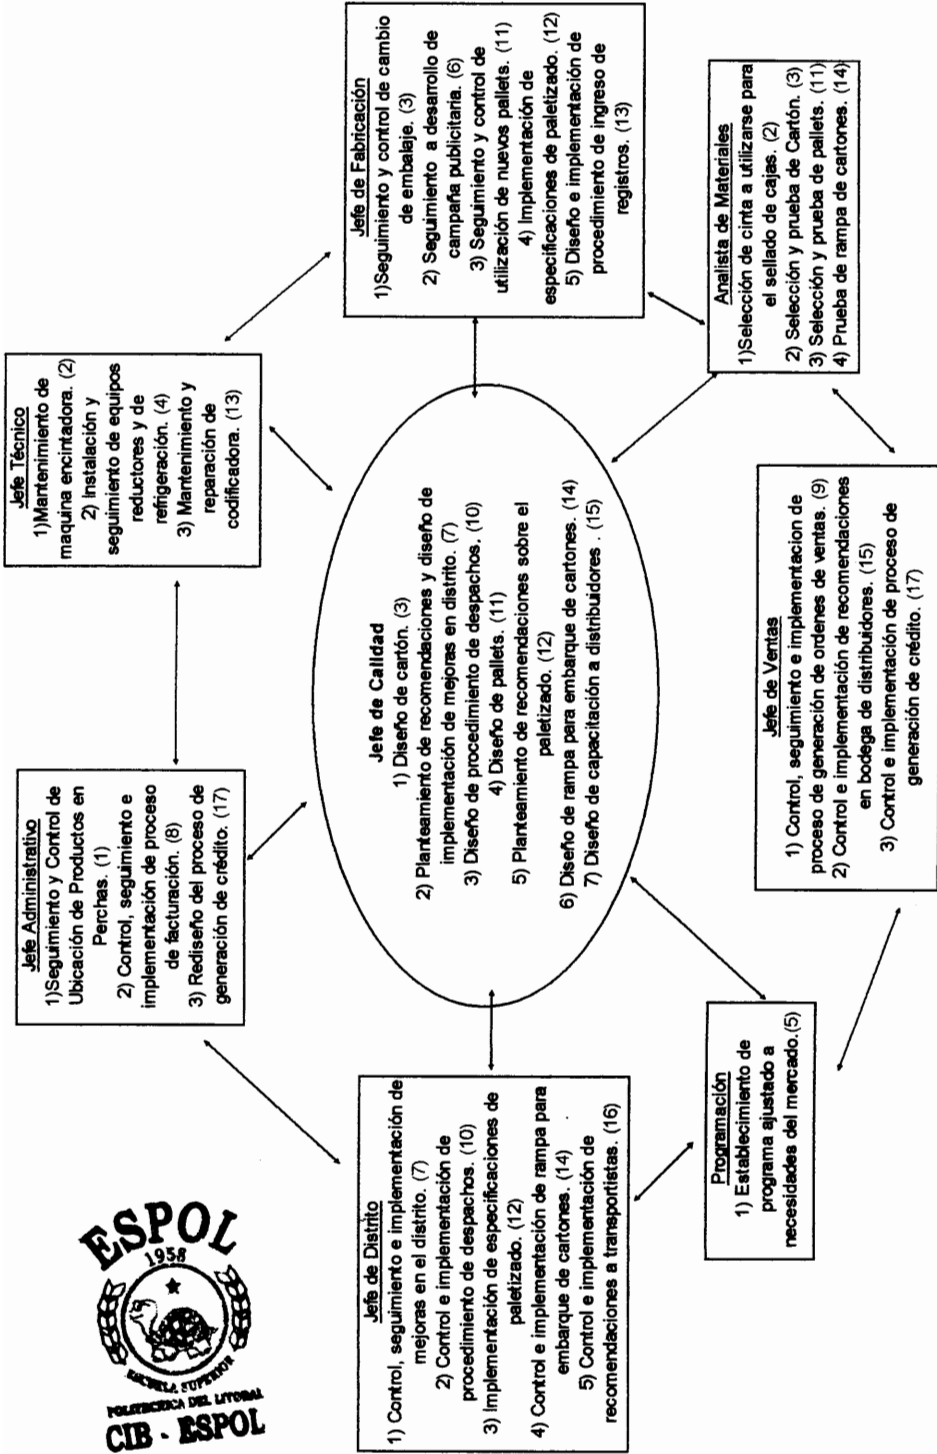 ESPOL
1958
ESCUELA SUPERIOR
POLITECNICA DEL LITORAL
CIB - ESPOL
Jefe Administrativo
1)Seguimiento y Control de
Ubicación de Productos en
Perchas. (1)
2) Control, seguimiento e
implementación de proceso
de facturación. (8)
3) Rediseño del proceso de
generación de crédito. (17)
Jefe Técnico
1)Mantenimiento de
maquina encintadora. (2)
2) Instalación y
seguimiento de equipos
reductores y de
refrigeración. (4)
3) Mantenimiento y
reparación de
codificadora. (13)
Jefe de Distrito
1) Control, seguimiento e implementación de
mejoras en el distrito. (7)
2) Control e implementación de
procedimiento de despachos. (10)
3) Implementación de especificaciones de
paletizado. (12)
4) Control e implementación de rampa para
embarque de cartones. (14)
5) Control e implementación de
recomendaciones a transportistas. (16)
Jefe de Calidad
1) Diseño de cartón. (3)
2) Planteamiento de recomendaciones y diseño de
implementación de mejoras en distrito. (7)
3) Diseño de procedimiento de despachos. (10)
4) Diseño de pallets. (11)
5) Planteamiento de recomendaciones sobre el
paletizado. (12)
6) Diseño de rampa para embarque de cartones. (14)
7) Diseño de capacitación a distribuidores . (15)
Jefe de Fabricación
1)Seguimiento y control de cambio
de embalaje. (3)
2) Seguimiento a desarrollo de
campaña publicitaria. (6)
3) Seguimiento y control de
utilización de nuevos pallets. (11)
4) Implementación de
especificaciones de paletizado. (12)
5) Diseño e implementación de
procedimiento de ingreso de
registros. (13)
Programación
1) Establecimiento de
programa ajustado a
necesidades del mercado.(5)
Jefe de Ventas
1) Control, seguimiento e implementacion de
proceso de generación de ordenes de ventas. (9)
2) Control e implementación de recomendaciones
en bodega de distribuidores. (15)
3) Control e implementación de proceso de
generación de crédito. (17)
Analista de Materiales
1)Selección de cinta a utilizarse para
el sellado de cajas. (2)
2) Selección y prueba de Cartón. (3)
3) Selección y prueba de pallets. (11)
4) Prueba de rampa de cartones. (14)